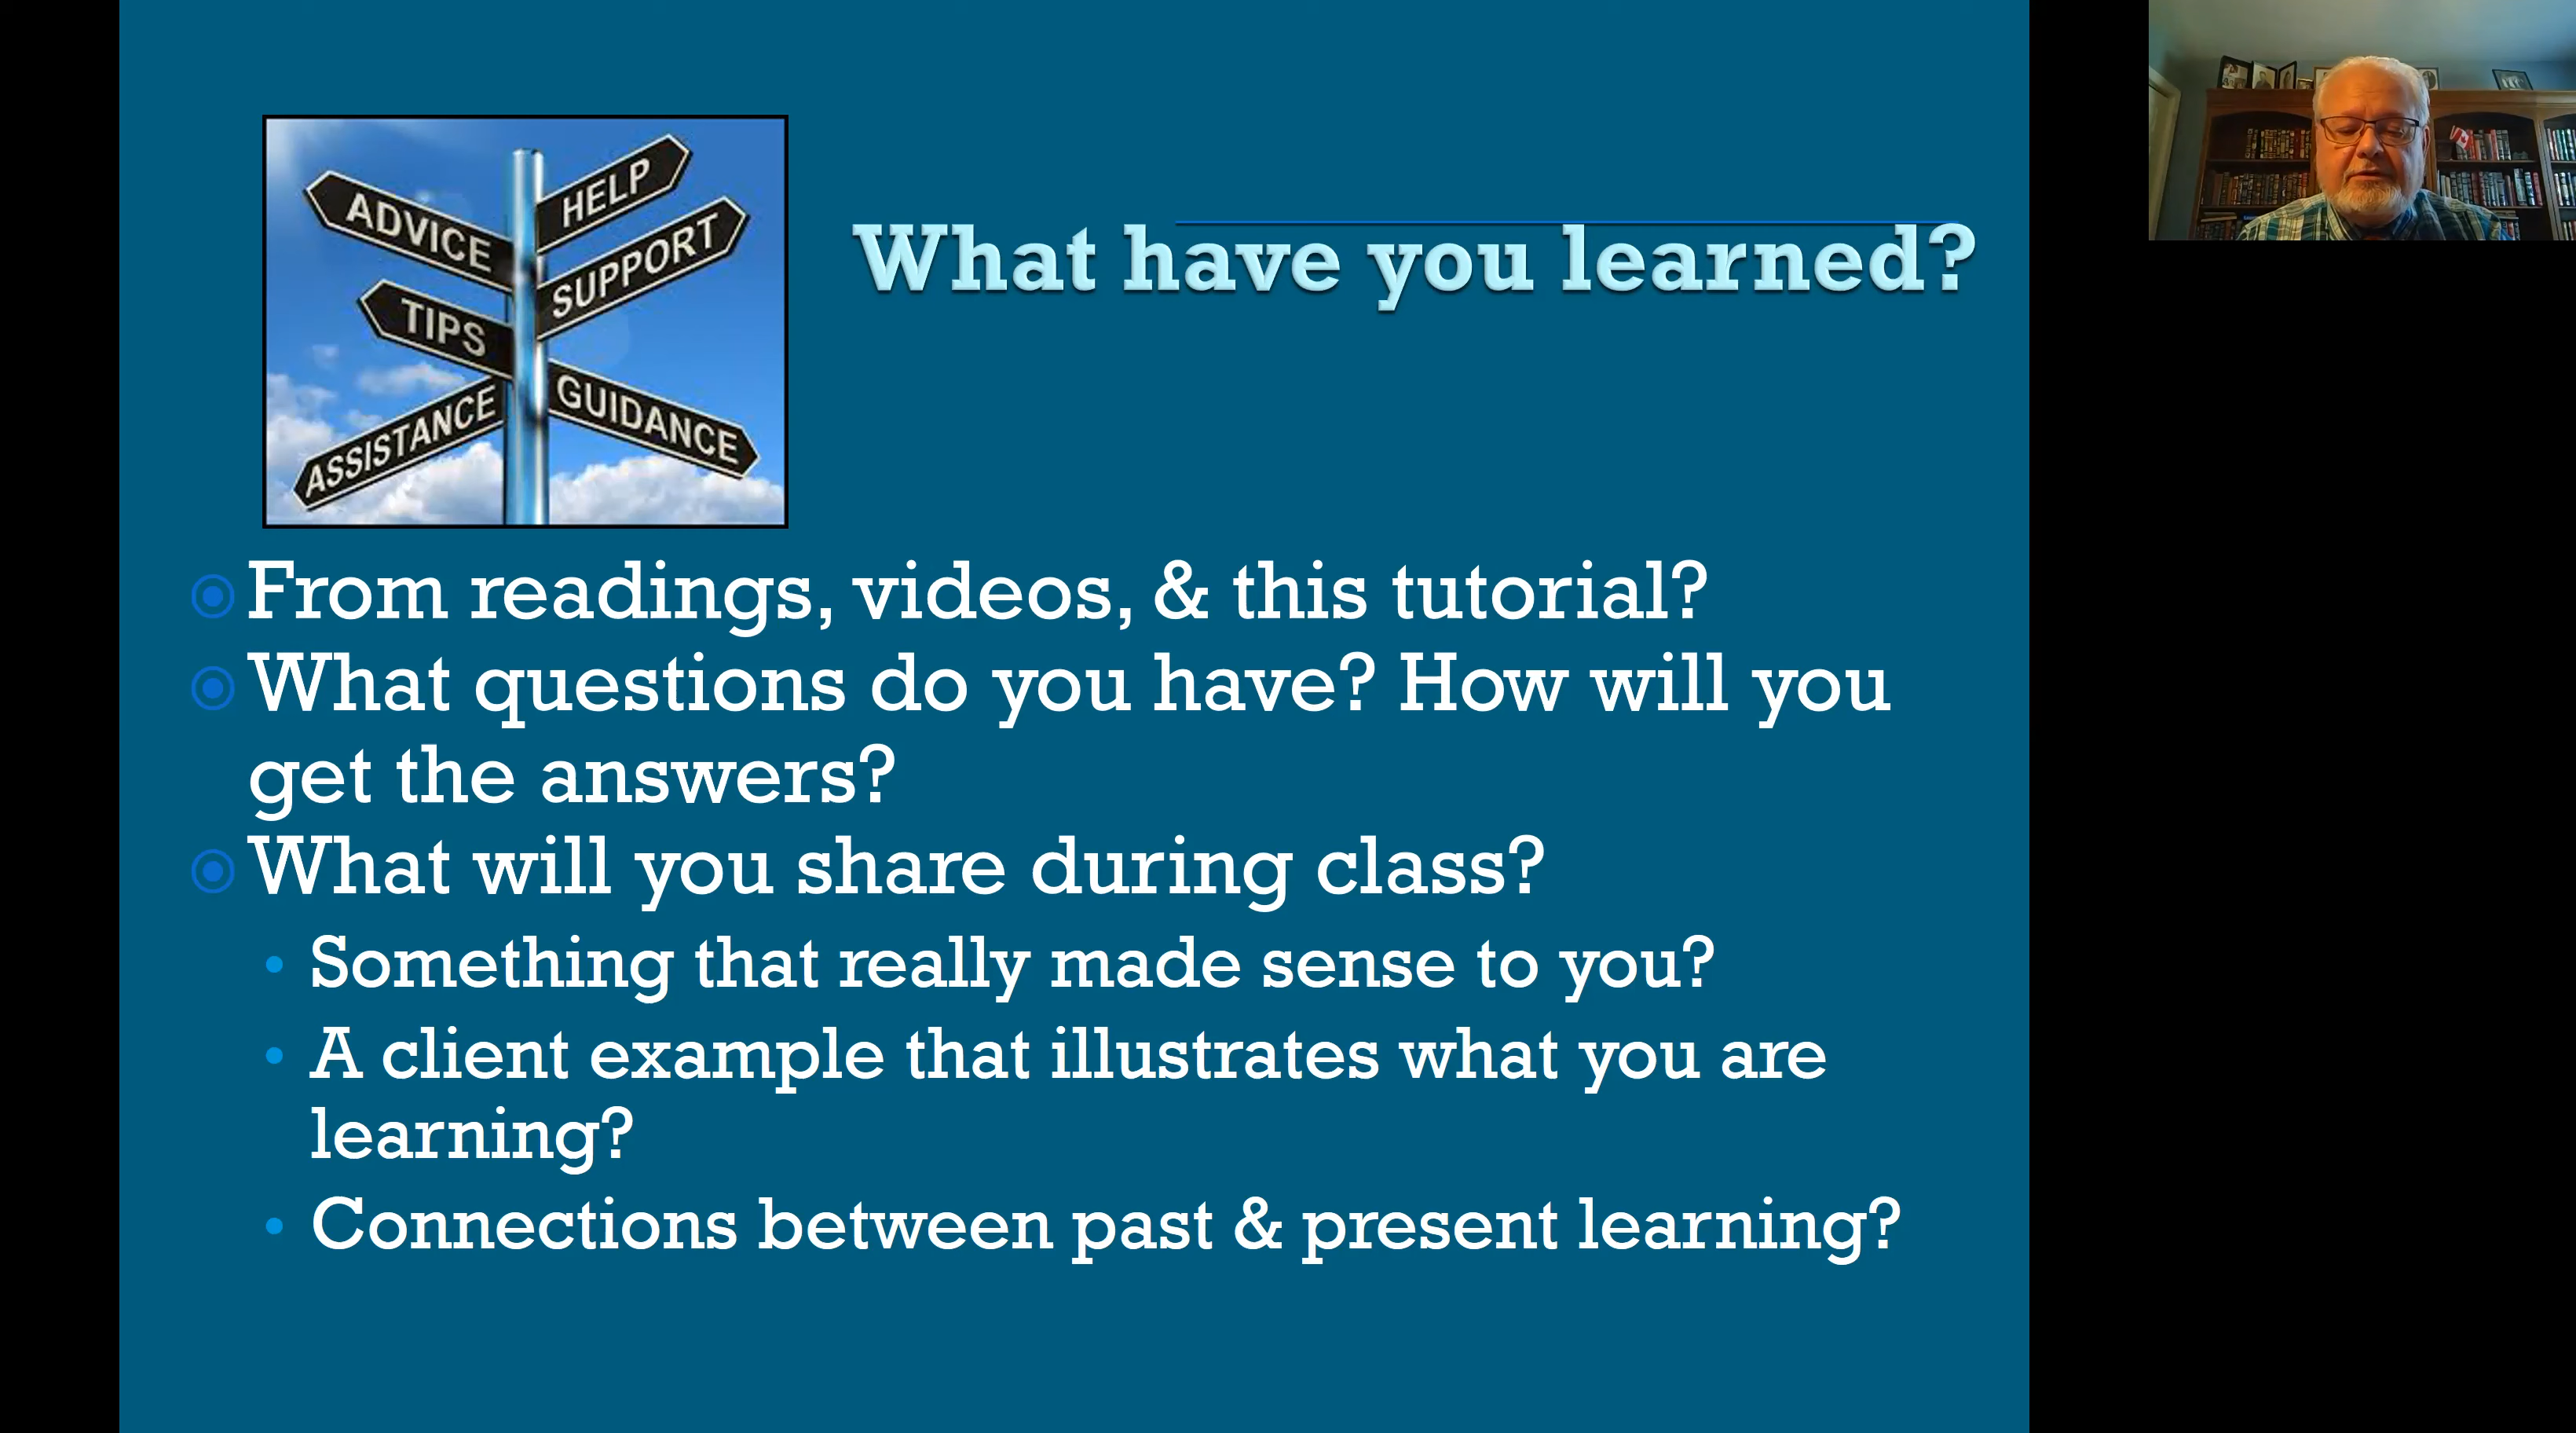 ADVICE
HELP
SUPPORT
TIPS
GUIDANCE
ASSISTANCE
What have you learned?
From readings, videos, & this tutorial?
What questions do you have? How will you
get the answers?
What will you share during class?
Something that really made sense to you?
A client example that illustrates what you are
learning?
Connections between past & present learning?